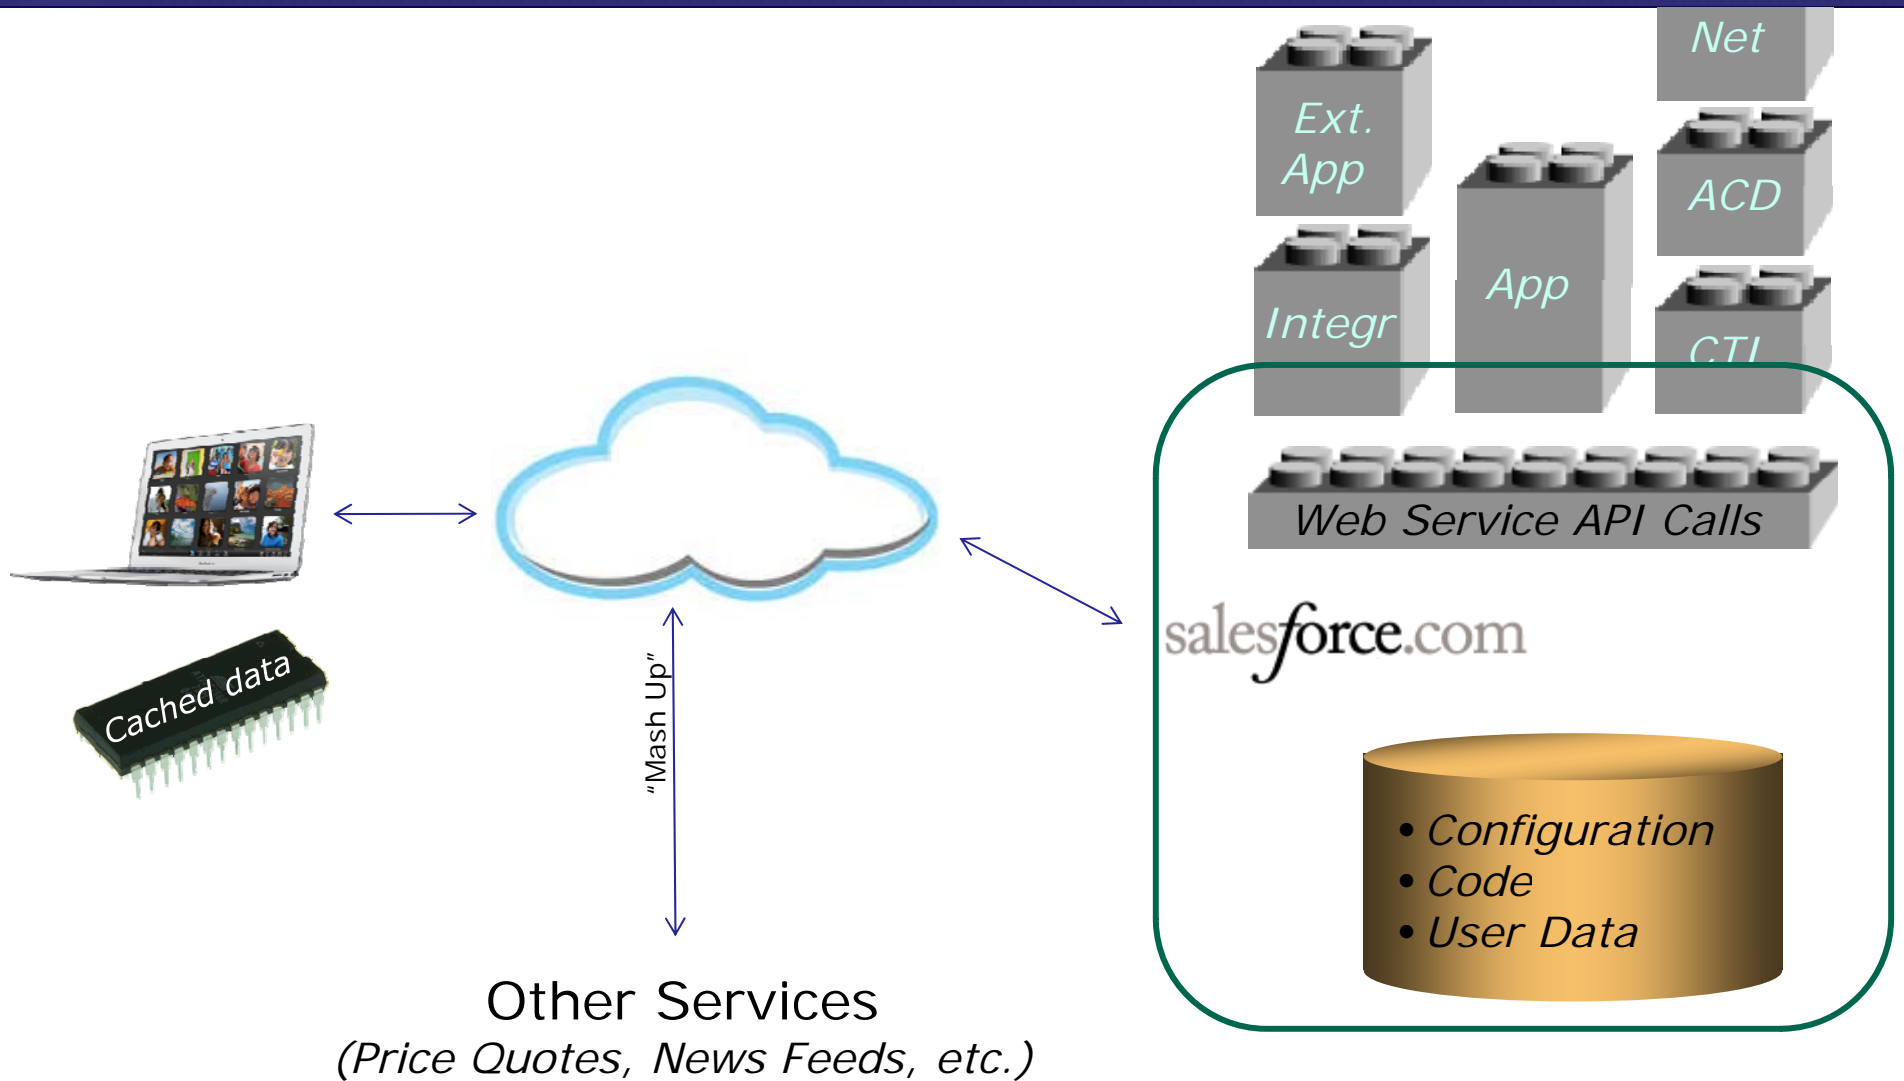 Net
Ext.
App
ACD
App
Integr
CTI
Web Service API Calls
salesforce.com
Cached data
"Mash Up"
• Configuration
• Code
• User Data
Other Services
(Price Quotes, News Feeds, etc.)